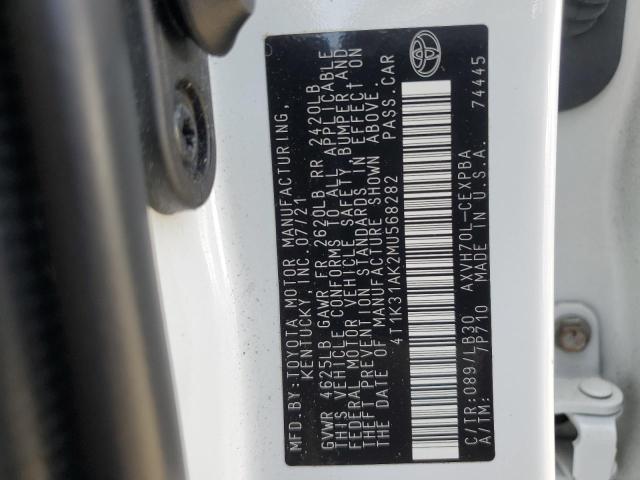 MFD. BY: TOYOTA MOTOR MANUFACTURING,
KENTUCKY, INC. 07/21
GVWR 4625LB GAWR FR 2620LB RR 2420LB
THIS VEHICLE CONFORMS TO ALL APPLICABLE
FEDERAL MOTOR VEHICLE SAFETY, BUMPER AND
THEFT PREVENTION STANDARDS IN EFFECT ON
THE DATE OF MANUFACTURE SHOWN ABOVE.
4T1K31AK2MU568282 PASS. CAR
C/TR: 089/LB30 AXVH70L-CEXPBA
A/TM: 7P710 MADE IN U.S.A. 74445